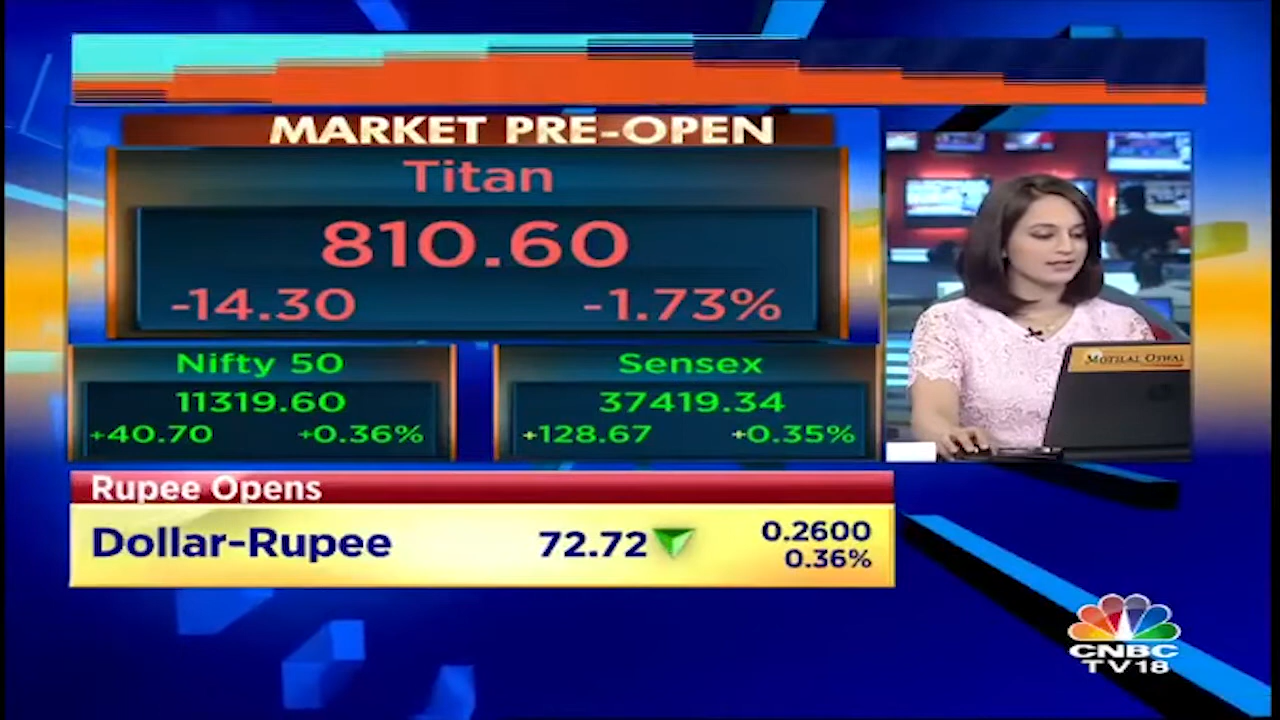 MARKET PRE-OPEN
Titan
810.60
-14.30 -1.73%
Nifty 50
11319.60
+40.70 +0.36%
Sensex
37419.34
+128.67 +0.35%
MOTILAL OSWAL
Rupee Opens
Dollar-Rupee 72.72 0.2600
0.36%
CNBC
TV18